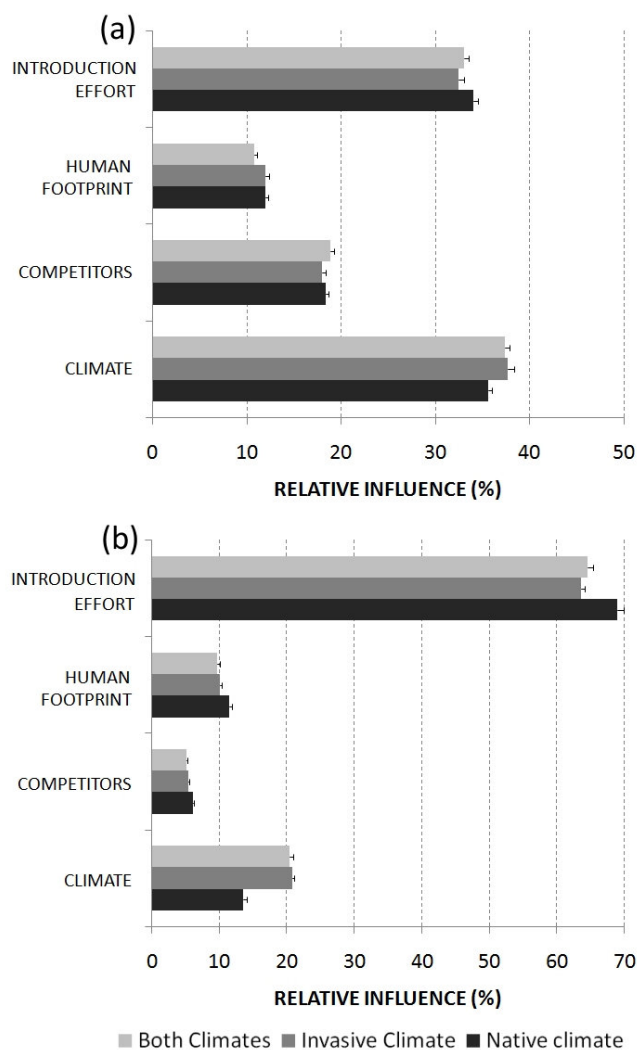 (a)
INTRODUCTION
EFFORT
HUMAN
FOOTPRINT
COMPETITORS
CLIMATE
0 10 20 30 40 50
RELATIVE INFLUENCE (%)
(b)
INTRODUCTION
EFFORT
HUMAN
FOOTPRINT
COMPETITORS
CLIMATE
0 10 20 30 40 50 60 70
RELATIVE INFLUENCE (%)
Both Climates Invasive Climate Native climate